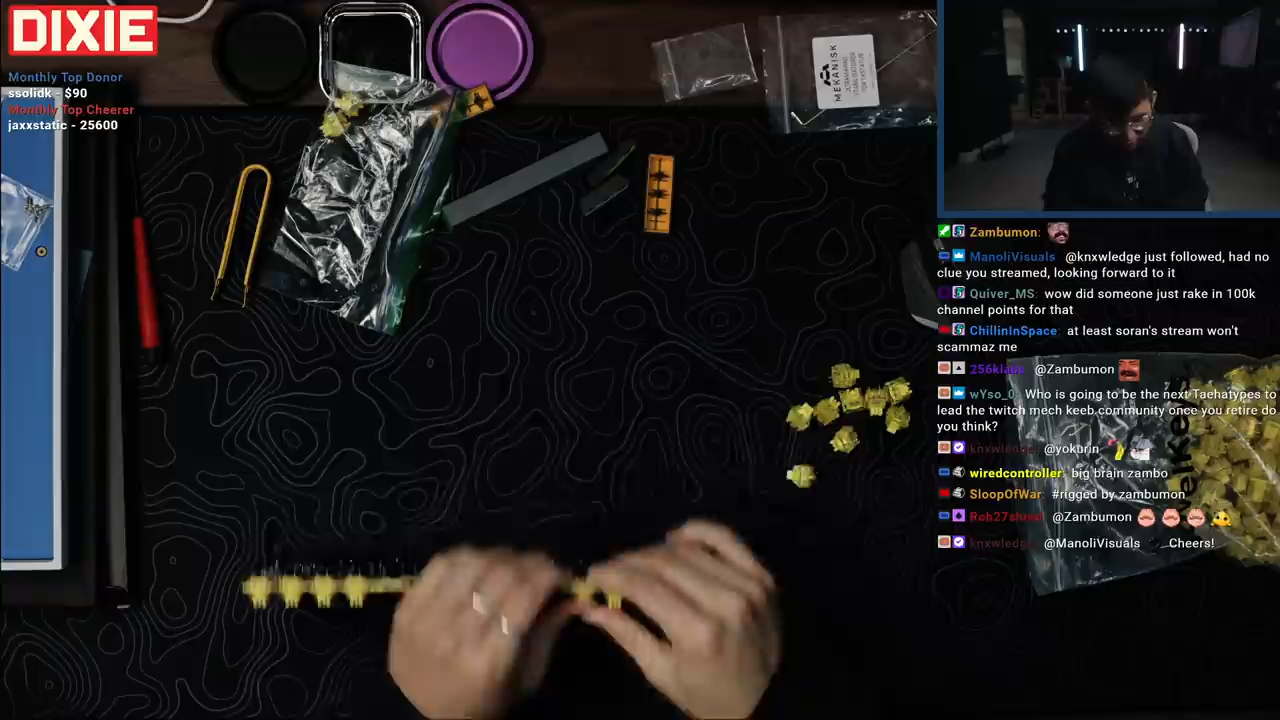 DIXIE
Monthly Top Donor
ssolidk - $90
Monthly Top Cheerer
jaxxstatic - 25600
MEKANISK
Zambumon:
ManoliVisuals @knxwledge just followed, had no
clue you streamed, looking forward to it
Quiver_MS: wow did someone just rake in 100k
channel points for that
ChillinInSpace: at least soran's stream won't
scammaz me
@Zambumon
wYso_0: Who is going to be the next Taehatypes to
lead the twitch mech keeb community once you retire do
you think?
knxwledge @yokurin
wiredcontroller: big brain zambo
SloopOfWar: #rigged by zambumon
@Zambumon
knxwledge: @ManoliVisuals Cheers!